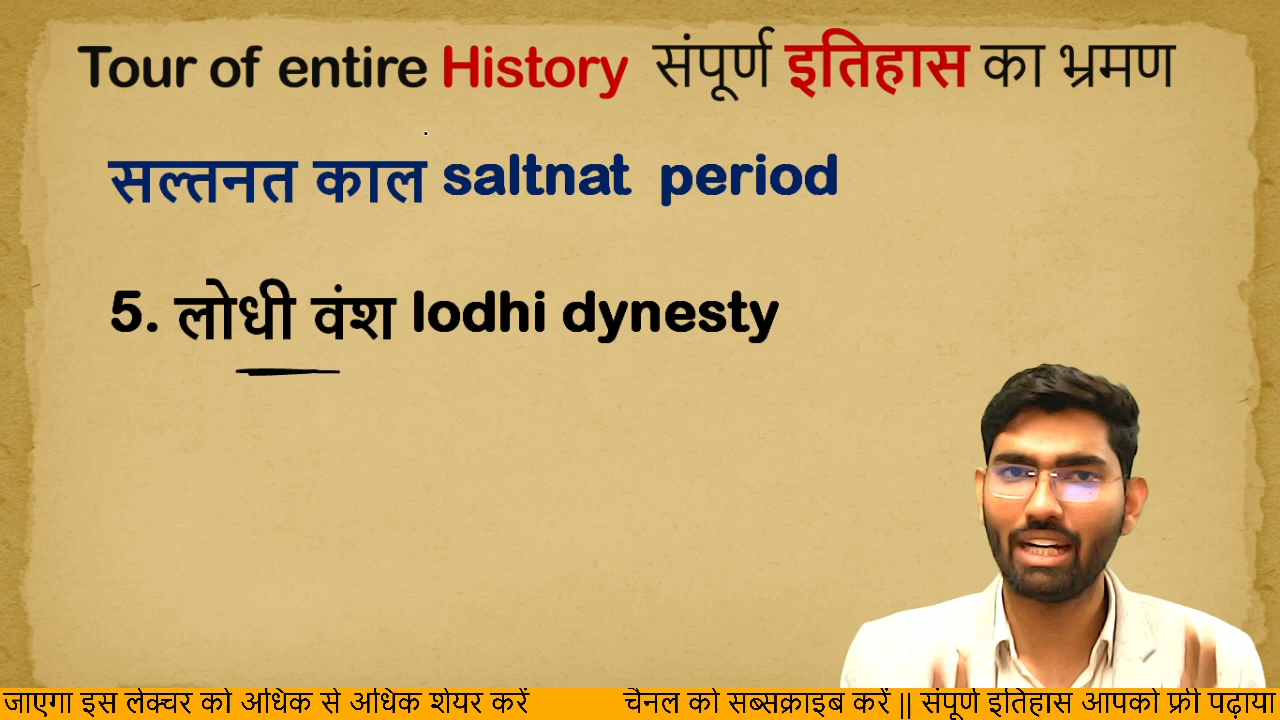 Tour of entire History संपूर्ण इतिहास का भ्रमण
सल्तनत काल saltnat period
5. लोधी वंश lodhi dynesty
जाएगा इस लेक्चर को अधिक से अधिक शेयर करें चैनल को सब्सक्राइब करें || संपूर्ण इतिहास आपको फ्री पढ़ाया